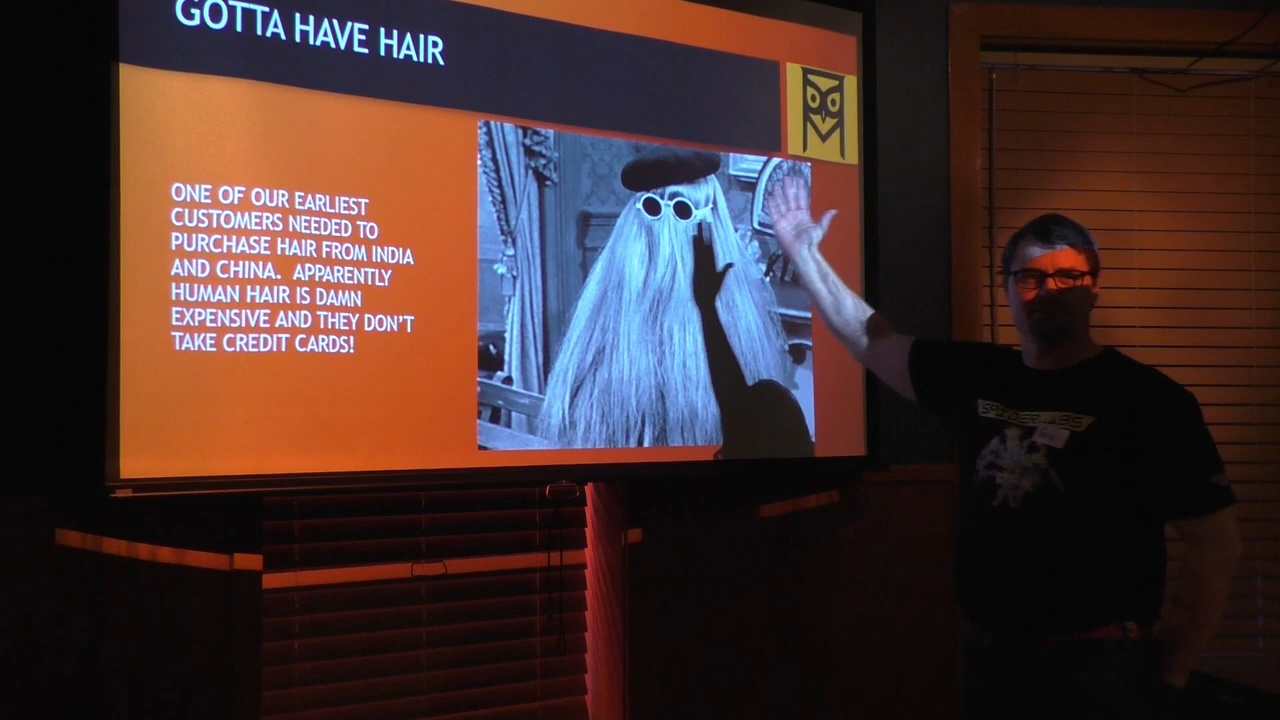 GOTTA HAVE HAIR
ONE OF OUR EARLIEST
CUSTOMERS NEEDED TO
PURCHASE HAIR FROM INDIA
AND CHINA.  APPARENTLY
HUMAN HAIR IS DAMN
EXPENSIVE AND THEY DON'T
TAKE CREDIT CARDS!
SPIDERLABS